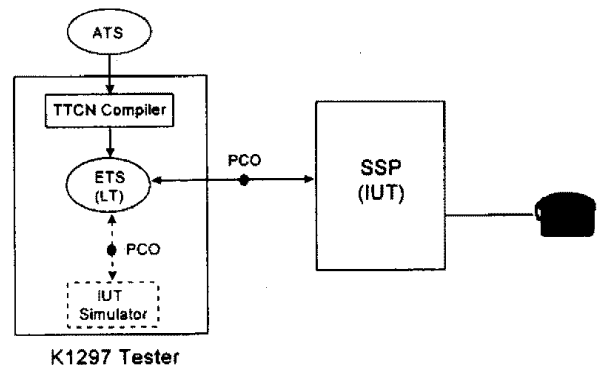 ATS
TTCN Compiler
ETS
(LT)
PCO
SSP
(IUT)
PCO
IUT
Simulator
K1297 Tester